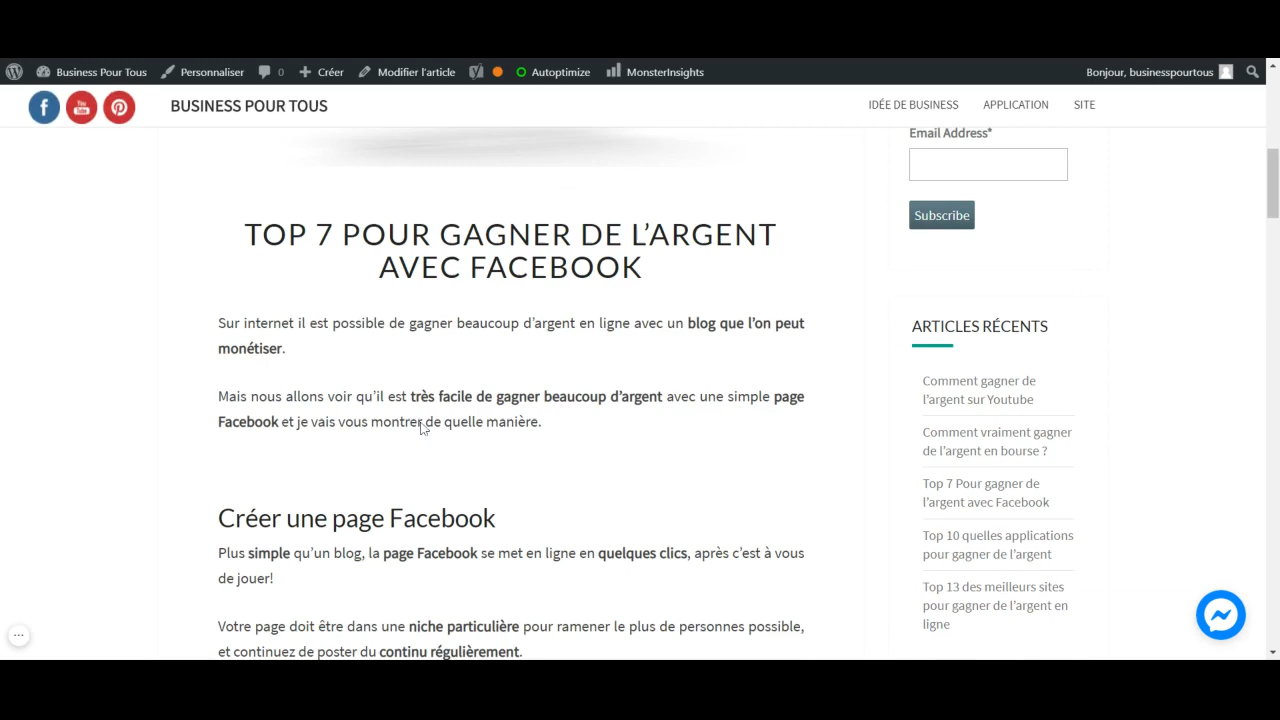 Business Pour Tous Personnaliser 0 Créer Modifier l'article Autoptimize MonsterInsights Bonjour, businesspourtous
f You Tube BUSINESS POUR TOUS IDÉE DE BUSINESS APPLICATION SITE
Email Address*
Subscribe
TOP 7 POUR GAGNER DE L’ARGENT
AVEC FACEBOOK
Sur internet il est possible de gagner beaucoup d’argent en ligne avec un blog que l’on peut
monétiser.
Mais nous allons voir qu’il est très facile de gagner beaucoup d’argent avec une simple page
Facebook et je vais vous montrer de quelle manière.
Créer une page Facebook
Plus simple qu’un blog, la page Facebook se met en ligne en quelques clics, après c’est à vous
de jouer!
Votre page doit être dans une niche particulière pour ramener le plus de personnes possible,
et continuez de poster du continu régulièrement.
ARTICLES RÉCENTS
Comment gagner de
l’argent sur Youtube
Comment vraiment gagner
de l’argent en bourse ?
Top 7 Pour gagner de
l’argent avec Facebook
Top 10 quelles applications
pour gagner de l’argent
Top 13 des meilleurs sites
pour gagner de l’argent en
ligne